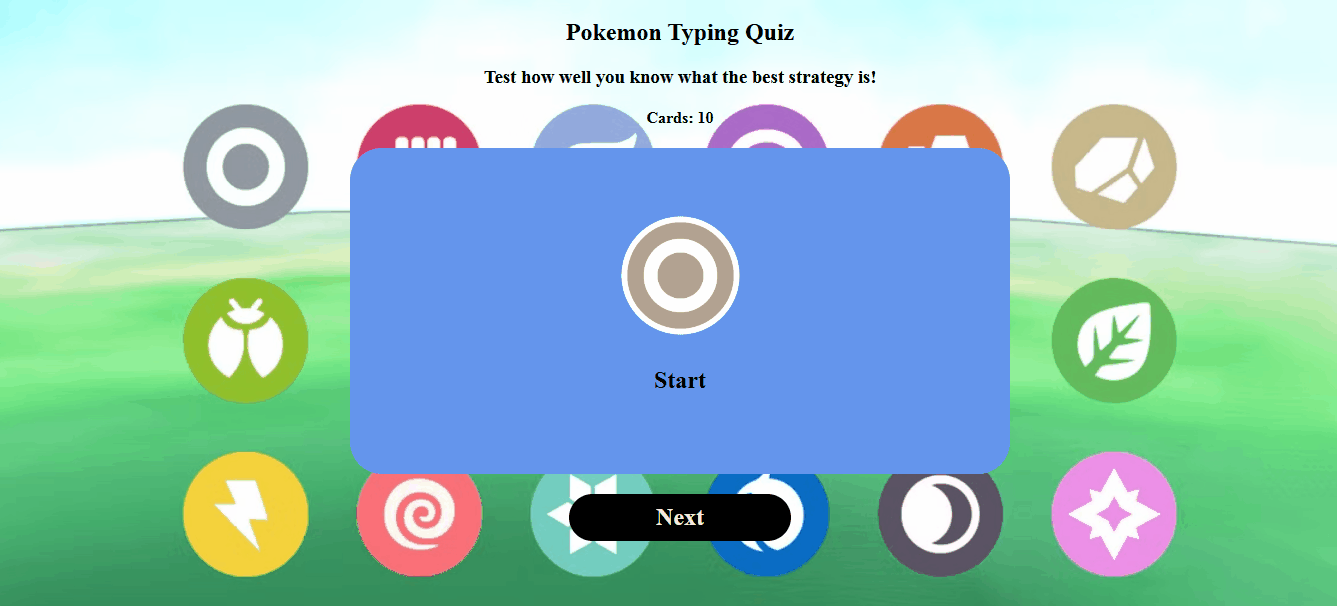 Pokemon Typing Quiz
Test how well you know what the best strategy is!
Cards: 10
Start
Next